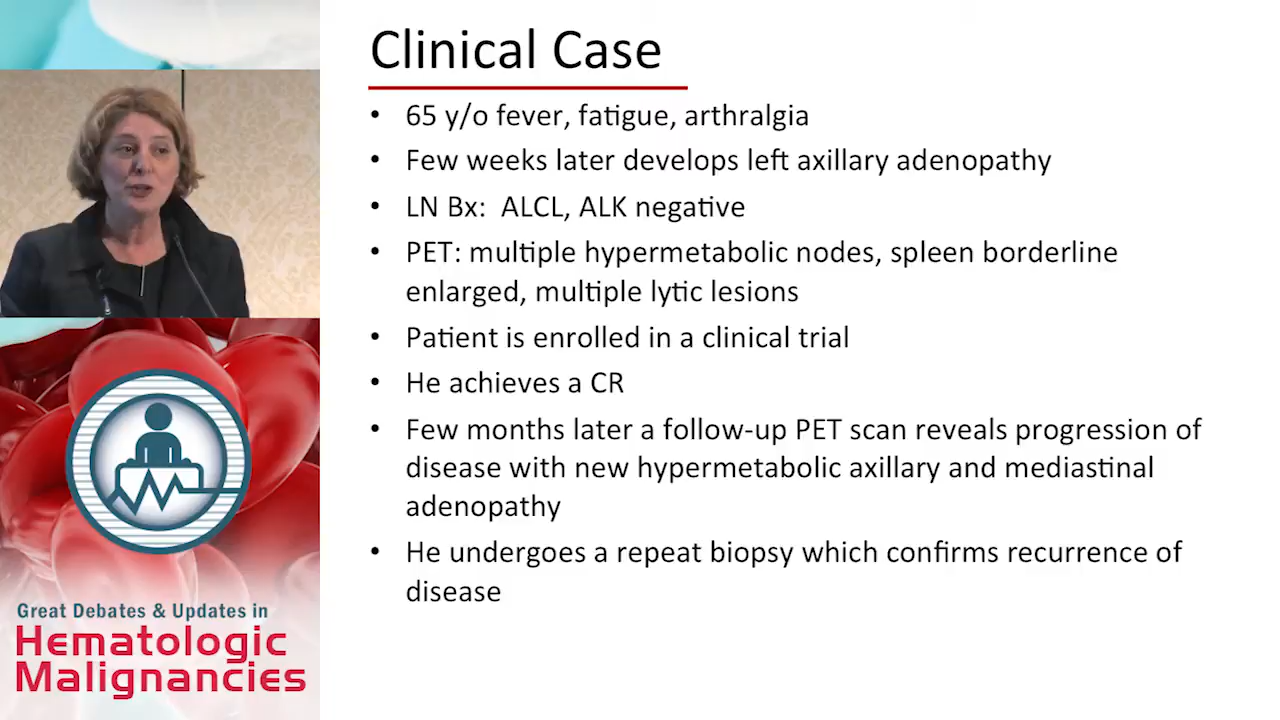 Clinical Case
• 65 y/o fever, fatigue, arthralgia
• Few weeks later develops left axillary adenopathy
• LN Bx:  ALCL, ALK negative
• PET: multiple hypermetabolic nodes, spleen borderline
enlarged, multiple lytic lesions
• Patient is enrolled in a clinical trial
• He achieves a CR
• Few months later a follow-up PET scan reveals progression of
disease with new hypermetabolic axillary and mediastinal
adenopathy
• He undergoes a repeat biopsy which confirms recurrence of
disease
Great Debates & Updates in
Hematologic
Malignancies